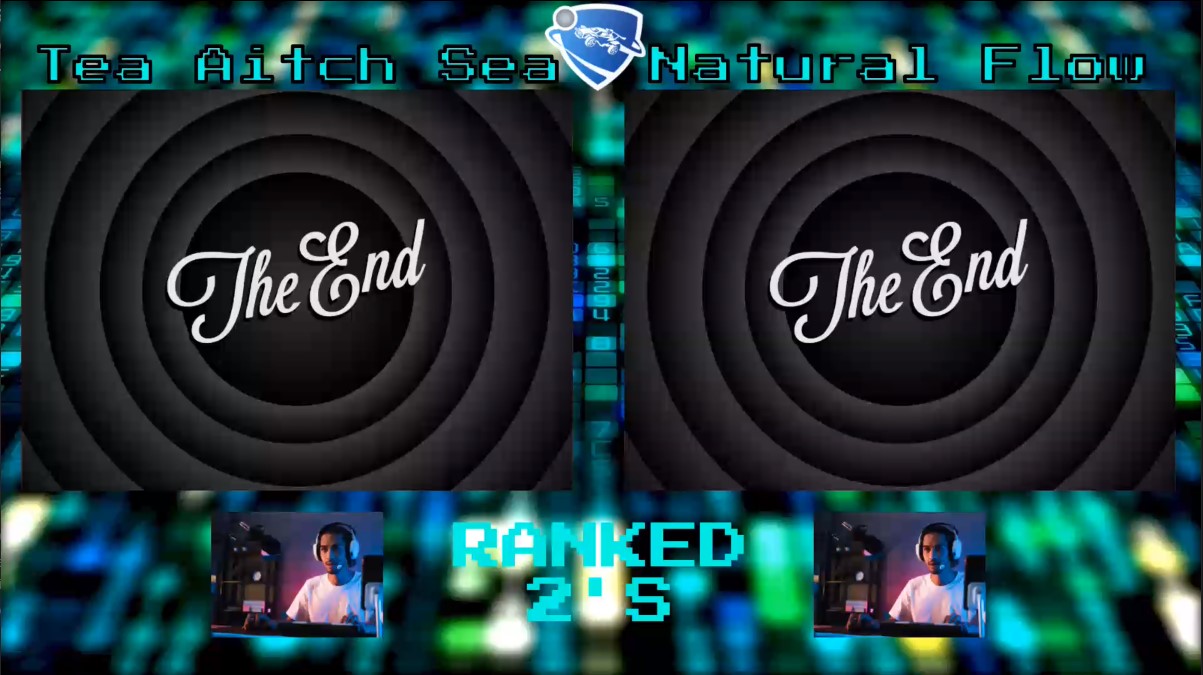 Tea Aitch Sea
Natural Flow
The End
The End
RANKED
2'S